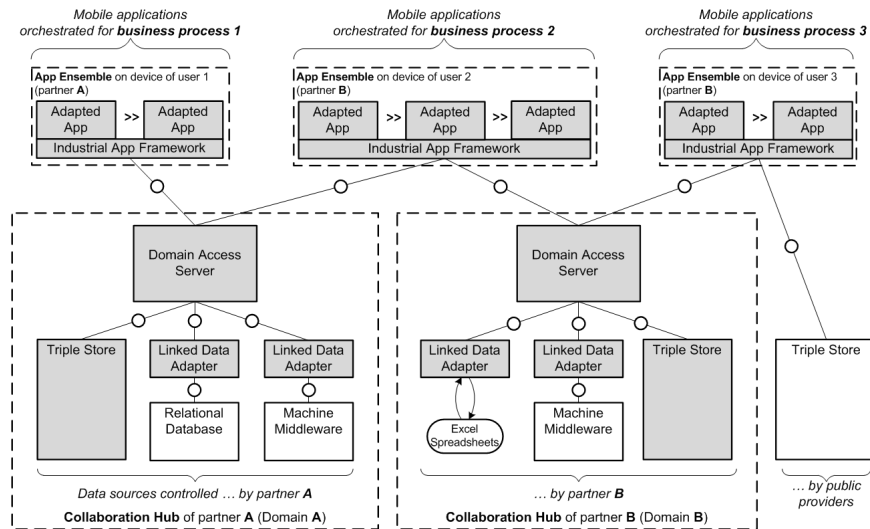 Mobile applications
orchestrated for business process 1
Mobile applications
orchestrated for business process 2
Mobile applications
orchestrated for business process 3
App Ensemble on device of user 1
(partner A)
Adapted
App
>>
Adapted
App
Industrial App Framework
App Ensemble on device of user 2
(partner B)
Adapted
App
>>
Adapted
App
>>
Adapted
App
Industrial App Framework
App Ensemble on device of user 3
(partner B)
Adapted
App
>>
Adapted
App
Industrial App Framework
Domain Access
Server
Triple Store
Linked Data
Adapter
Linked Data
Adapter
Relational
Database
Machine
Middleware
Data sources controlled ... by partner A
Collaboration Hub of partner A (Domain A)
Domain Access
Server
Linked Data
Adapter
Linked Data
Adapter
Triple Store
Excel
Spreadsheets
Machine
Middleware
... by partner B
Collaboration Hub of partner B (Domain B)
Triple Store
... by public
providers